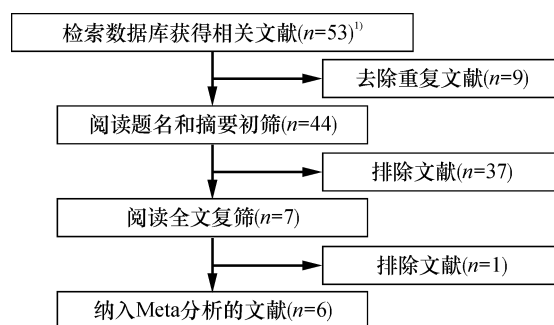 检索数据库获得相关文献(n=53)¹⁾
去除重复文献(n=9)
阅读题名和摘要初筛(n=44)
排除文献(n=37)
阅读全文复筛(n=7)
排除文献(n=1)
纳入Meta分析的文献(n=6)